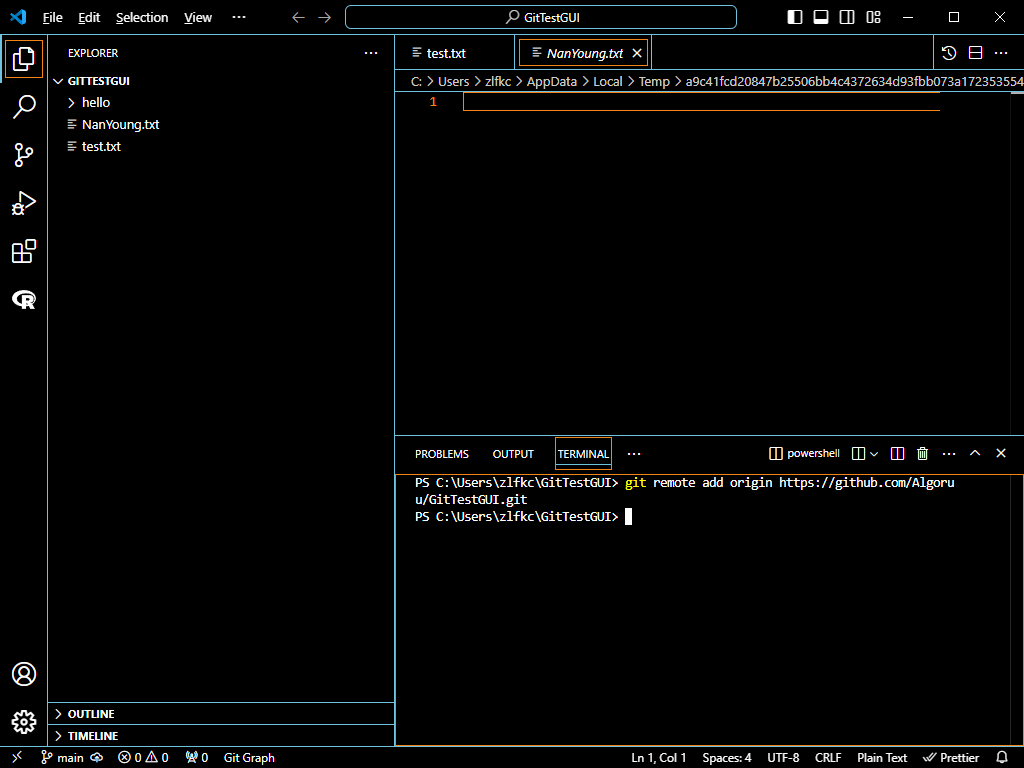 File Edit Selection View ··· GitTestGUI
EXPLORER
GITTESTGUI
hello
NanYoung.txt
test.txt
OUTLINE
TIMELINE
test.txt NanYoung.txt
C: > Users > zlfkc > AppData > Local > Temp > a9c41fcd20847b25506bb4c4372634d93fbb073a172353554
1
PROBLEMS OUTPUT TERMINAL ··· powershell
PS C:\Users\zlfkc\GitTestGUI> git remote add origin https://github.com/Algoru
u/GitTestGUI.git
PS C:\Users\zlfkc\GitTestGUI>
main 0 0 0 Git Graph Ln 1, Col 1 Spaces: 4 UTF-8 CRLF Plain Text Prettier